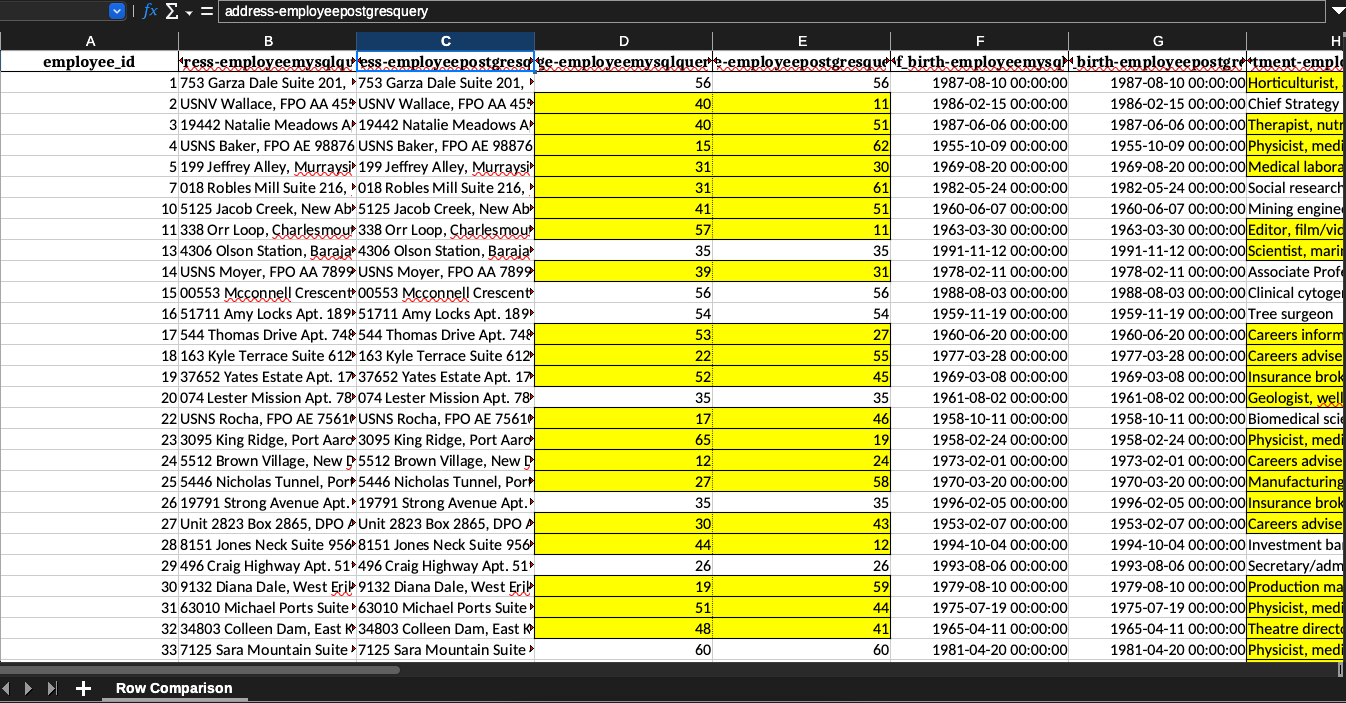 fx Σ = address-employeepostgresquery
A B C D E F G H
employee_id ress-employeemysqlqu ess-employeepostgresq ge-employeemysqlquer e-employeepostgresque f_birth-employeemysql _birth-employeepostgr tment-emplo
1 753 Garza Dale Suite 201, 753 Garza Dale Suite 201, 56 56 1987-08-10 00:00:00 1987-08-10 00:00:00 Horticulturist,
2 USNV Wallace, FPO AA 455 USNV Wallace, FPO AA 455 40 11 1986-02-15 00:00:00 1986-02-15 00:00:00 Chief Strategy
3 19442 Natalie Meadows A 19442 Natalie Meadows A 40 51 1987-06-06 00:00:00 1987-06-06 00:00:00 Therapist, nutr
4 USNS Baker, FPO AE 98876 USNS Baker, FPO AE 98876 15 62 1955-10-09 00:00:00 1955-10-09 00:00:00 Physicist, medi
5 199 Jeffrey Alley, Murraysi 199 Jeffrey Alley, Murraysi 31 30 1969-08-20 00:00:00 1969-08-20 00:00:00 Medical labora
7 018 Robles Mill Suite 216, 018 Robles Mill Suite 216, 31 61 1982-05-24 00:00:00 1982-05-24 00:00:00 Social research
10 5125 Jacob Creek, New Ab 5125 Jacob Creek, New Ab 41 51 1960-06-07 00:00:00 1960-06-07 00:00:00 Mining engine
11 338 Orr Loop, Charlesmou 338 Orr Loop, Charlesmou 57 11 1963-03-30 00:00:00 1963-03-30 00:00:00 Editor, film/vid
13 4306 Olson Station, Baraja 4306 Olson Station, Baraja 35 35 1991-11-12 00:00:00 1991-11-12 00:00:00 Scientist, marin
14 USNS Moyer, FPO AA 7899 USNS Moyer, FPO AA 7899 39 31 1978-02-11 00:00:00 1978-02-11 00:00:00 Associate Profe
15 00553 Mcconnell Crescent 00553 Mcconnell Crescent 56 56 1988-08-03 00:00:00 1988-08-03 00:00:00 Clinical cytoge
16 51711 Amy Locks Apt. 189 51711 Amy Locks Apt. 189 54 54 1959-11-19 00:00:00 1959-11-19 00:00:00 Tree surgeon
17 544 Thomas Drive Apt. 748 544 Thomas Drive Apt. 748 53 27 1960-06-20 00:00:00 1960-06-20 00:00:00 Careers inform
18 163 Kyle Terrace Suite 612 163 Kyle Terrace Suite 612 22 55 1977-03-28 00:00:00 1977-03-28 00:00:00 Careers advise
19 37652 Yates Estate Apt. 17 37652 Yates Estate Apt. 17 52 45 1969-03-08 00:00:00 1969-03-08 00:00:00 Insurance brok
20 074 Lester Mission Apt. 78 074 Lester Mission Apt. 78 35 35 1961-08-02 00:00:00 1961-08-02 00:00:00 Geologist, well
22 USNS Rocha, FPO AE 7561 USNS Rocha, FPO AE 7561 17 46 1958-10-11 00:00:00 1958-10-11 00:00:00 Biomedical scie
23 3095 King Ridge, Port Aaro 3095 King Ridge, Port Aaro 65 19 1958-02-24 00:00:00 1958-02-24 00:00:00 Physicist, medi
24 5512 Brown Village, New D 5512 Brown Village, New D 12 24 1973-02-01 00:00:00 1973-02-01 00:00:00 Careers advise
25 5446 Nicholas Tunnel, Port 5446 Nicholas Tunnel, Port 27 58 1970-03-20 00:00:00 1970-03-20 00:00:00 Manufacturing
26 19791 Strong Avenue Apt. 19791 Strong Avenue Apt. 35 35 1996-02-05 00:00:00 1996-02-05 00:00:00 Insurance brok
27 Unit 2823 Box 2865, DPO A Unit 2823 Box 2865, DPO A 30 43 1953-02-07 00:00:00 1953-02-07 00:00:00 Careers advise
28 8151 Jones Neck Suite 956 8151 Jones Neck Suite 956 44 12 1994-10-04 00:00:00 1994-10-04 00:00:00 Investment ba
29 496 Craig Highway Apt. 51 496 Craig Highway Apt. 51 26 26 1993-08-06 00:00:00 1993-08-06 00:00:00 Secretary/adm
30 9132 Diana Dale, West Erik 9132 Diana Dale, West Erik 19 59 1979-08-10 00:00:00 1979-08-10 00:00:00 Production ma
31 63010 Michael Ports Suite 63010 Michael Ports Suite 51 44 1975-07-19 00:00:00 1975-07-19 00:00:00 Physicist, medi
32 34803 Colleen Dam, East K 34803 Colleen Dam, East K 48 41 1965-04-11 00:00:00 1965-04-11 00:00:00 Theatre directo
33 7125 Sara Mountain Suite 7125 Sara Mountain Suite 60 60 1981-04-20 00:00:00 1981-04-20 00:00:00 Physicist, medi
Row Comparison